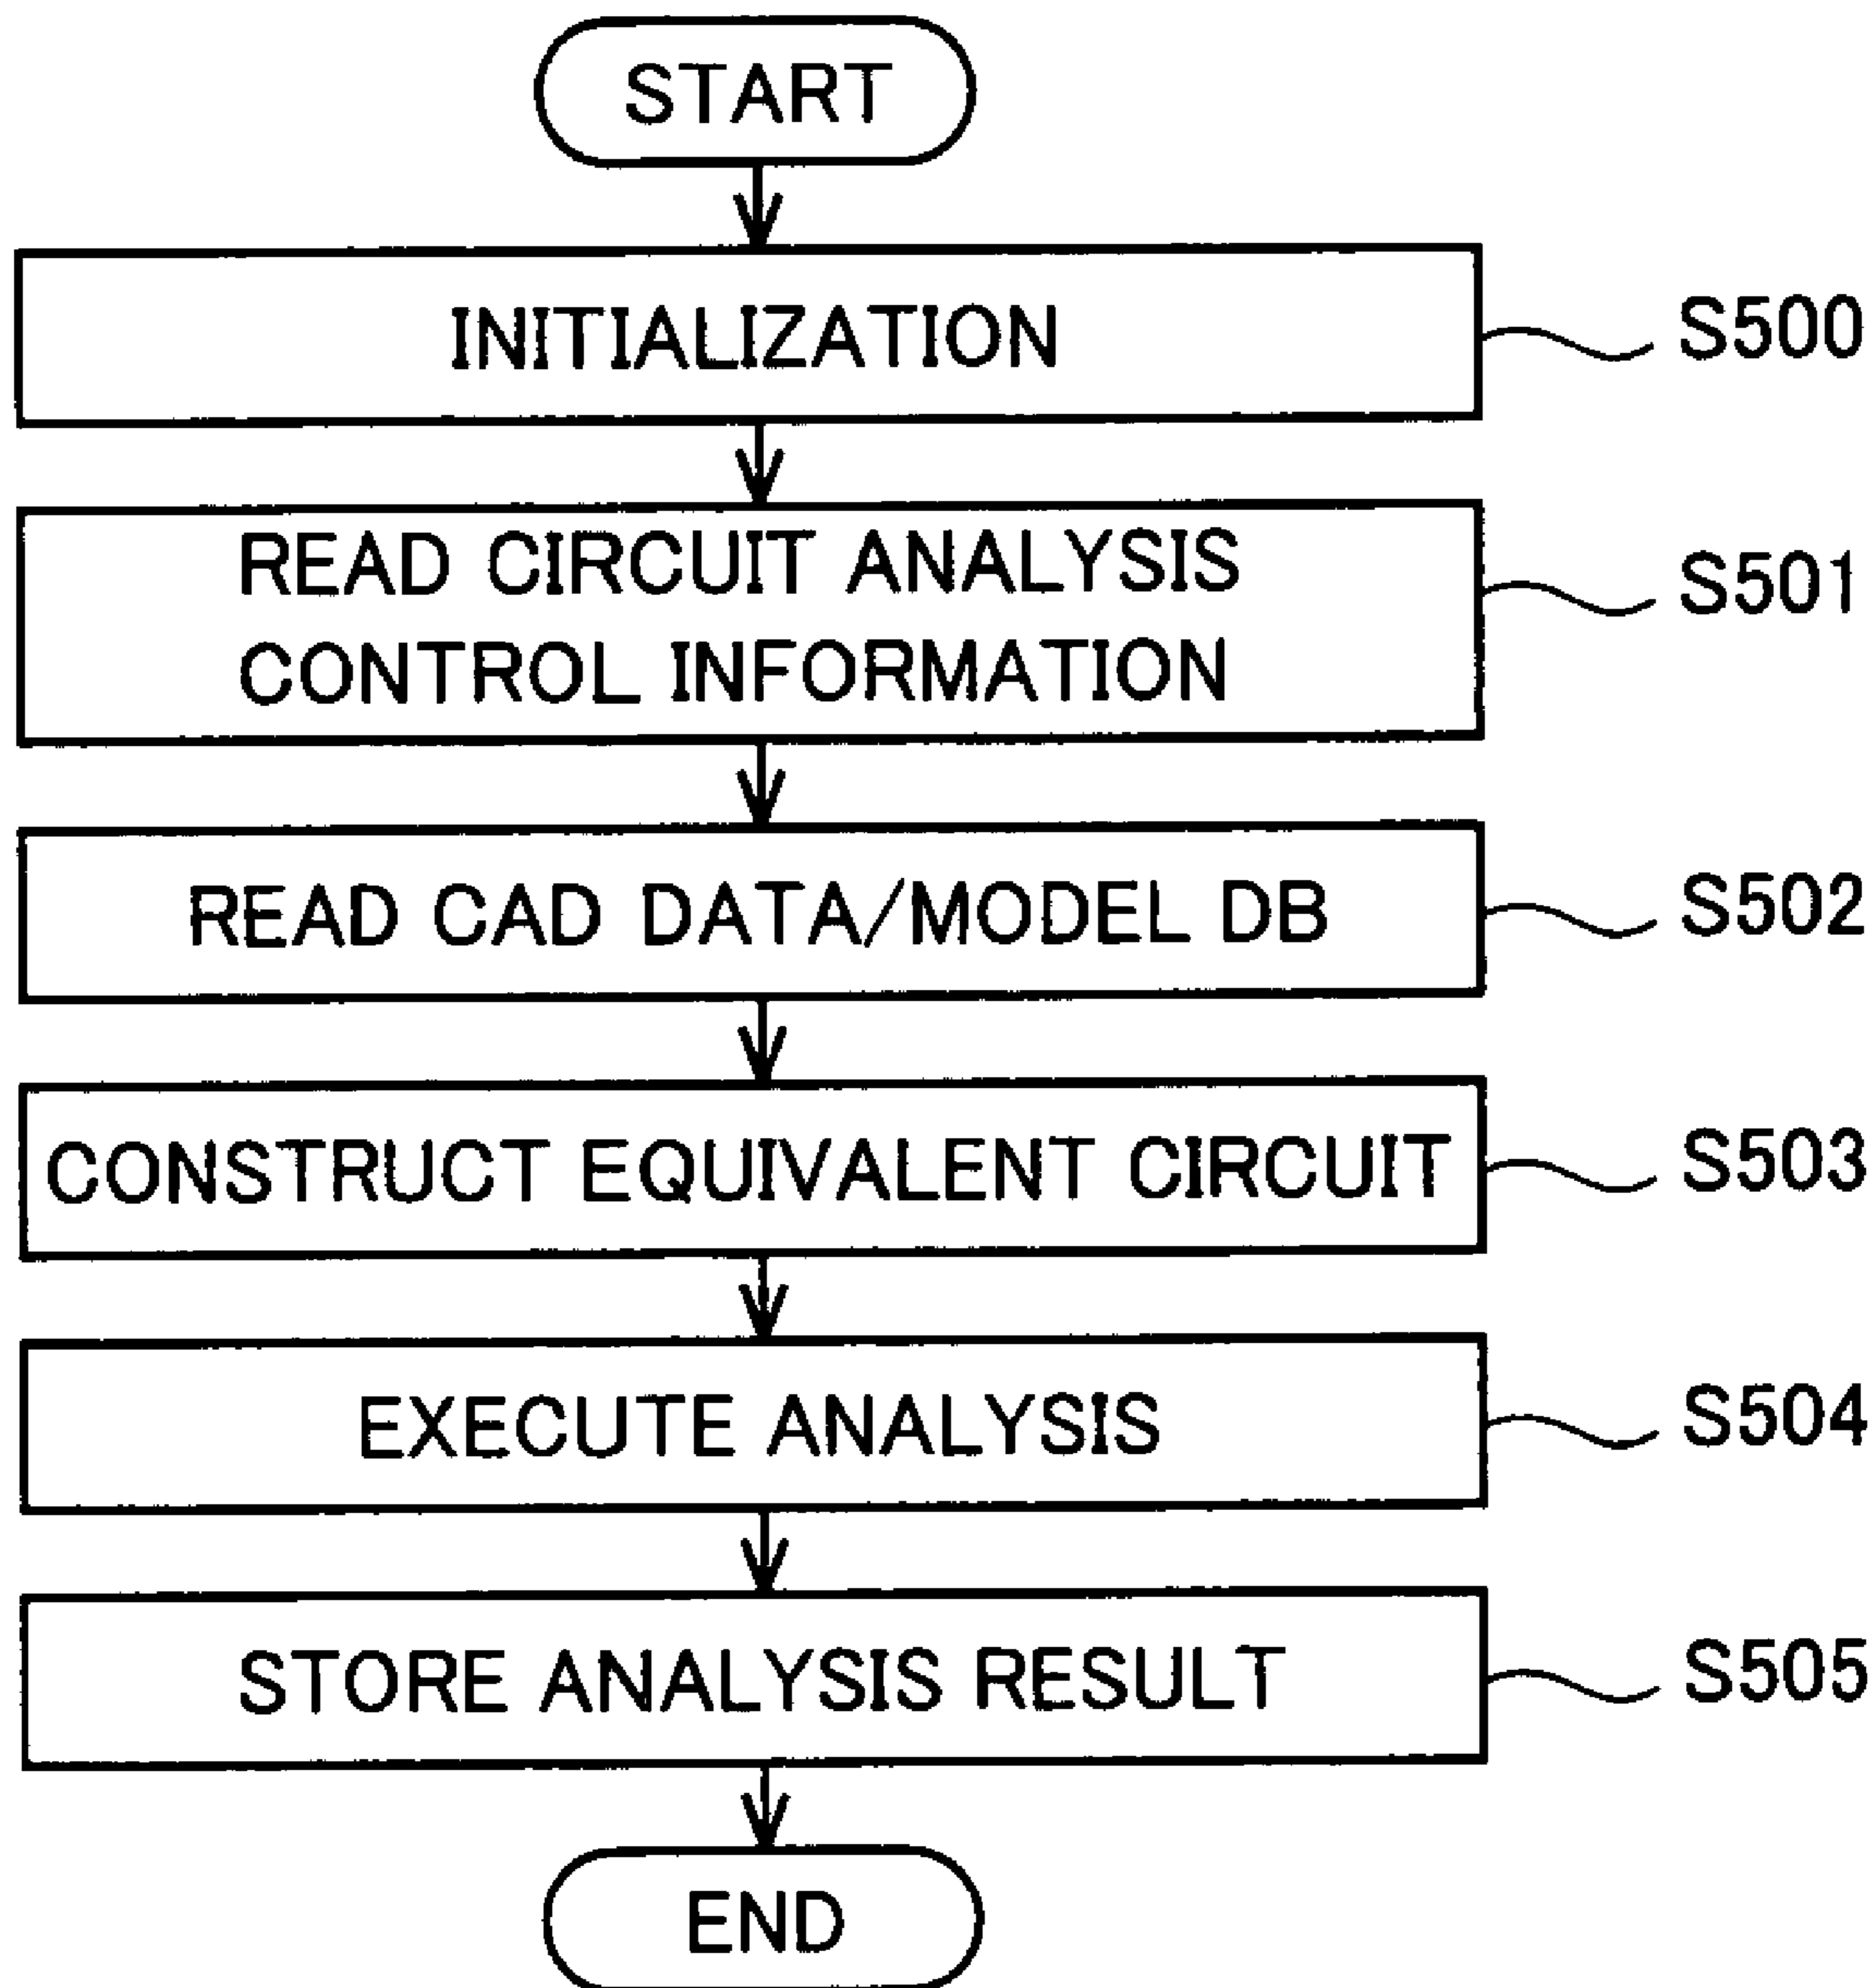 START
INITIALIZATION
S500
READ CIRCUIT ANALYSIS
CONTROL INFORMATION
S501
READ CAD DATA/MODEL DB
S502
CONSTRUCT EQUIVALENT CIRCUIT
S503
EXECUTE ANALYSIS
S504
STORE ANALYSIS RESULT
S505
END